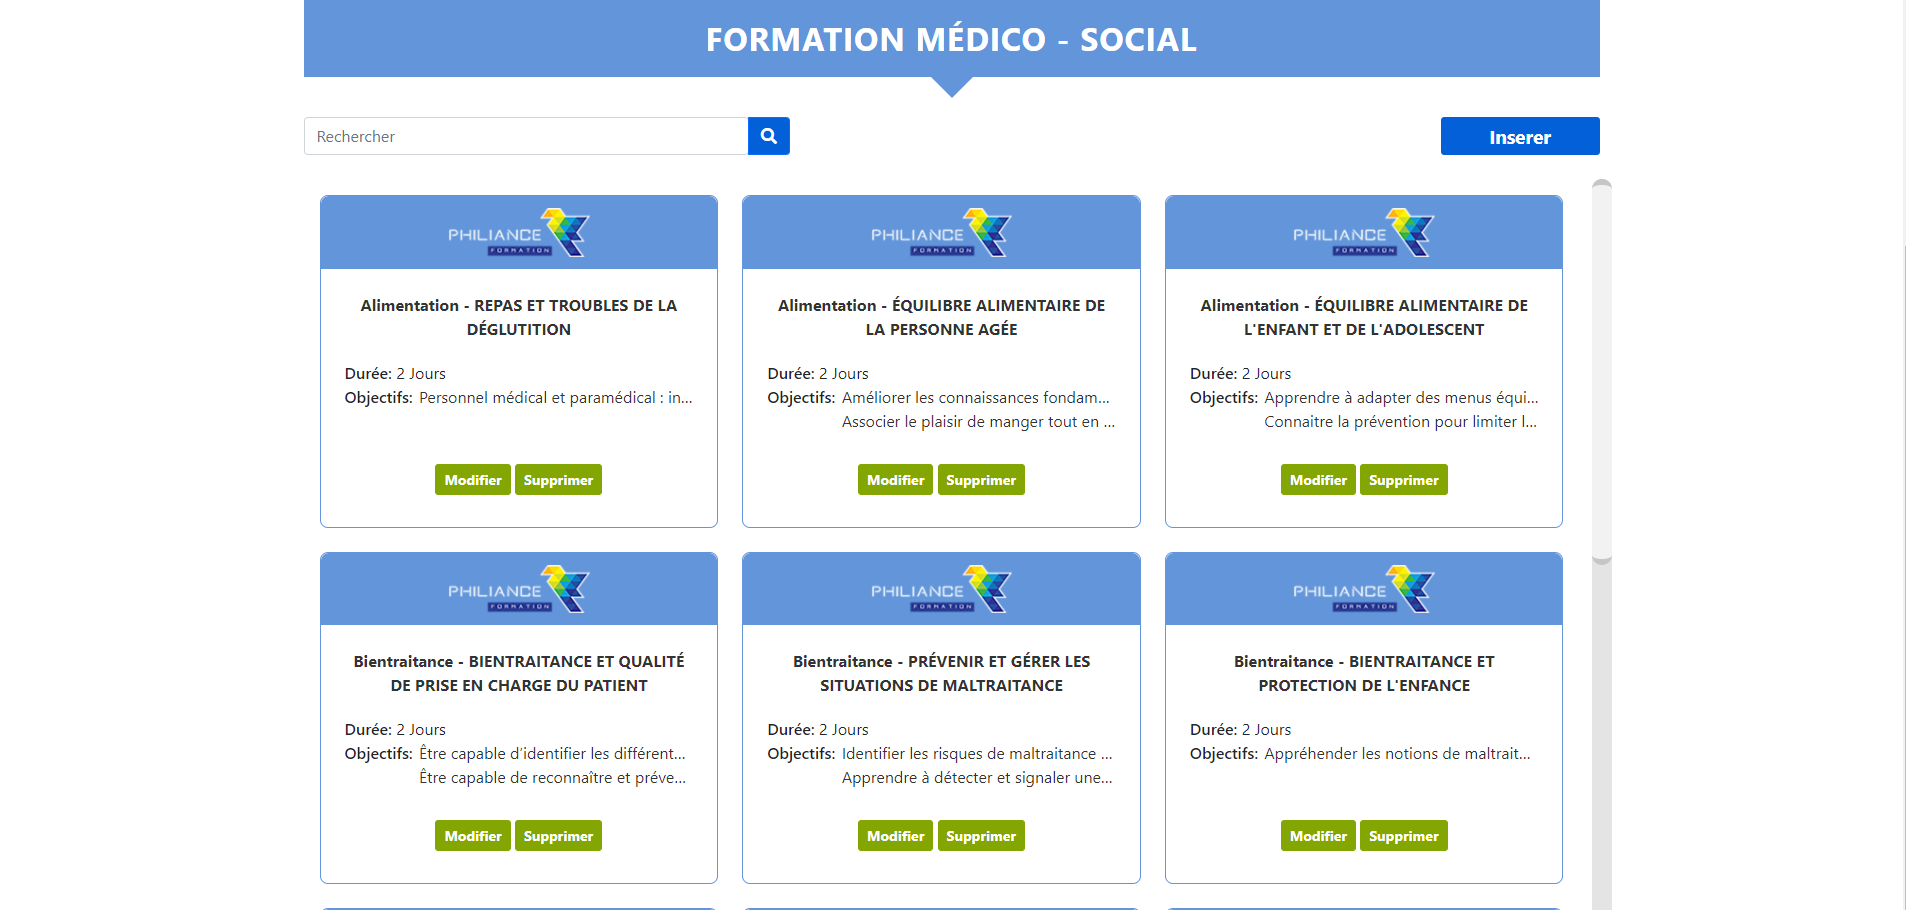 FORMATION MÉDICO - SOCIAL
Rechercher
Inserer
PHILIANCE
FORMATION
Alimentation - REPAS ET TROUBLES DE LA
DÉGLUTITION
Durée: 2 Jours
Objectifs: Personnel médical et paramédical : in...
Modifier Supprimer
PHILIANCE
FORMATION
Alimentation - ÉQUILIBRE ALIMENTAIRE DE
LA PERSONNE AGÉE
Durée: 2 Jours
Objectifs: Améliorer les connaissances fondam...
Associer le plaisir de manger tout en ...
Modifier Supprimer
PHILIANCE
FORMATION
Alimentation - ÉQUILIBRE ALIMENTAIRE DE
L'ENFANT ET DE L'ADOLESCENT
Durée: 2 Jours
Objectifs: Apprendre à adapter des menus équi...
Connaitre la prévention pour limiter l...
Modifier Supprimer
PHILIANCE
FORMATION
Bientraitance - BIENTRAITANCE ET QUALITÉ
DE PRISE EN CHARGE DU PATIENT
Durée: 2 Jours
Objectifs: Être capable d’identifier les différent...
Être capable de reconnaître et préve...
Modifier Supprimer
PHILIANCE
FORMATION
Bientraitance - PRÉVENIR ET GÉRER LES
SITUATIONS DE MALTRAITANCE
Durée: 2 Jours
Objectifs: Identifier les risques de maltraitance ...
Apprendre à détecter et signaler une...
Modifier Supprimer
PHILIANCE
FORMATION
Bientraitance - BIENTRAITANCE ET
PROTECTION DE L'ENFANCE
Durée: 2 Jours
Objectifs: Appréhender les notions de maltrait...
Modifier Supprimer